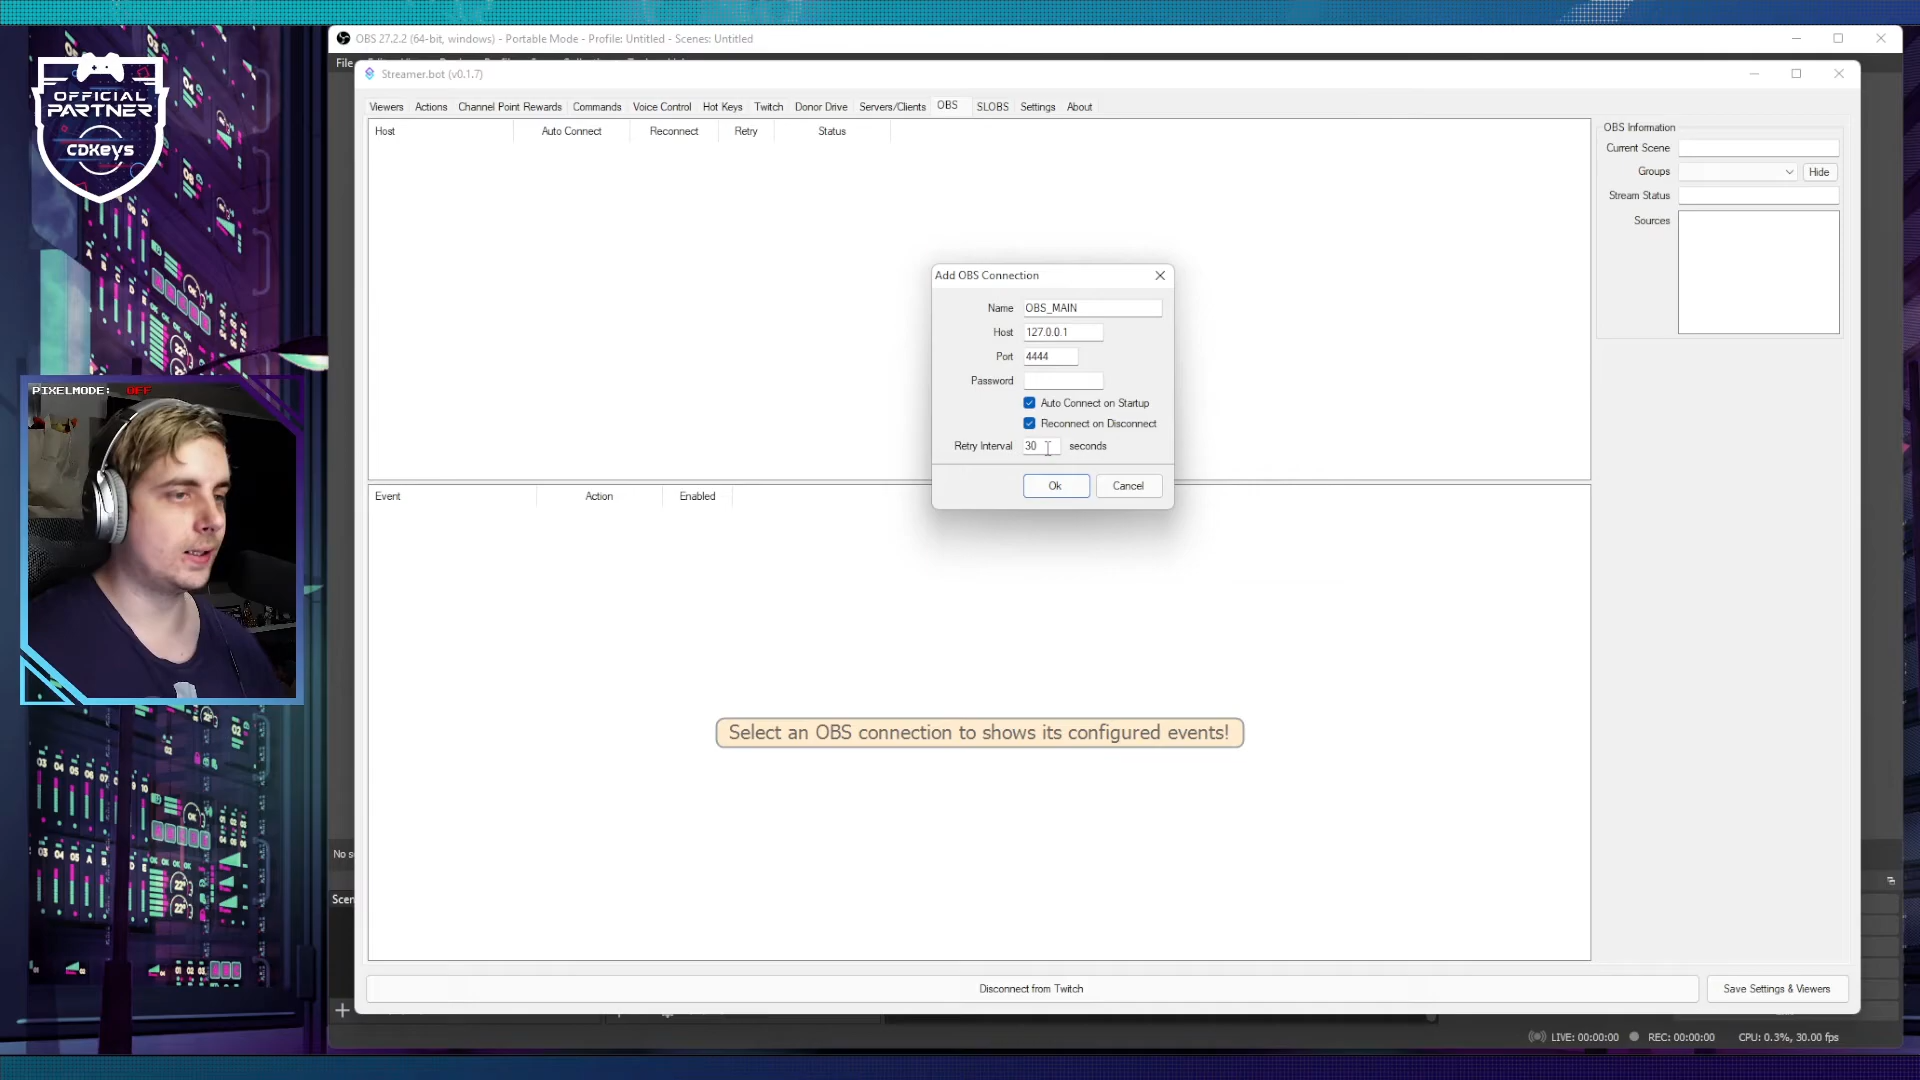 OBS 27.2.2 (64-bit, windows) - Portable Mode - Profile: Untitled - Scenes: Untitled
File
Streamer.bot (v0.1.7)
OFFICIAL
PARTNER
CDKeys
Viewers Actions Channel Point Rewards Commands Voice Control Hot Keys Twitch Donor Drive Servers/Clients OBS SLOBS Settings About
Host Auto Connect Reconnect Retry Status
OBS Information
Current Scene
Groups Hide
Stream Status
Sources
Add OBS Connection
Name OBS_MAIN
Host 127.0.0.1
Port 4444
Password
Auto Connect on Startup
Reconnect on Disconnect
Retry Interval 30 seconds
Ok Cancel
PIXELMODE: OFF
Event Action Enabled
Select an OBS connection to shows its configured events!
No s
Scen
Disconnect from Twitch Save Settings & Viewers
LIVE: 00:00:00 REC: 00:00:00 CPU: 0.3%, 30.00 fps